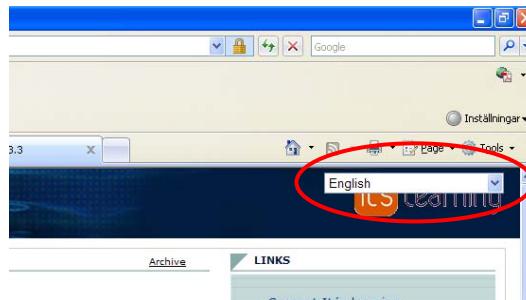 Google
Inställningar
3.3
Page Tools
English
its learning
Archive
LINKS